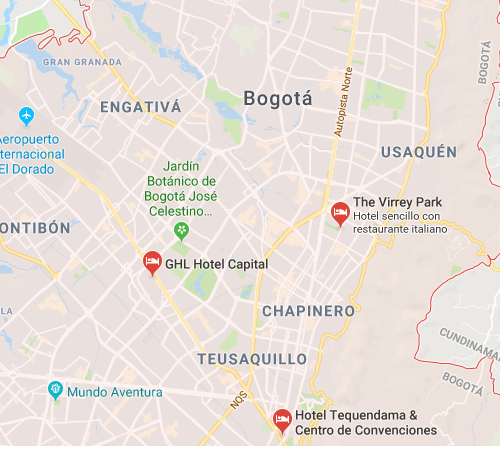 GRAN GRANADA
ENGATIVÁ
Bogotá
Autopista Norte
BOGOTÁ
Aeropuerto
nternacional
El Dorado
USAQUÉN
Jardín
Botánico de
Bogotá José
Celestino...
The Virrey Park
Hotel sencillo con
restaurante italiano
ONTIBÓN
GHL Hotel Capital
CHAPINERO
LA
TEUSAQUILLO
CUNDINAMA
BOGOTÁ
Mundo Aventura
NQS
Hotel Tequendama &
Centro de Convenciones